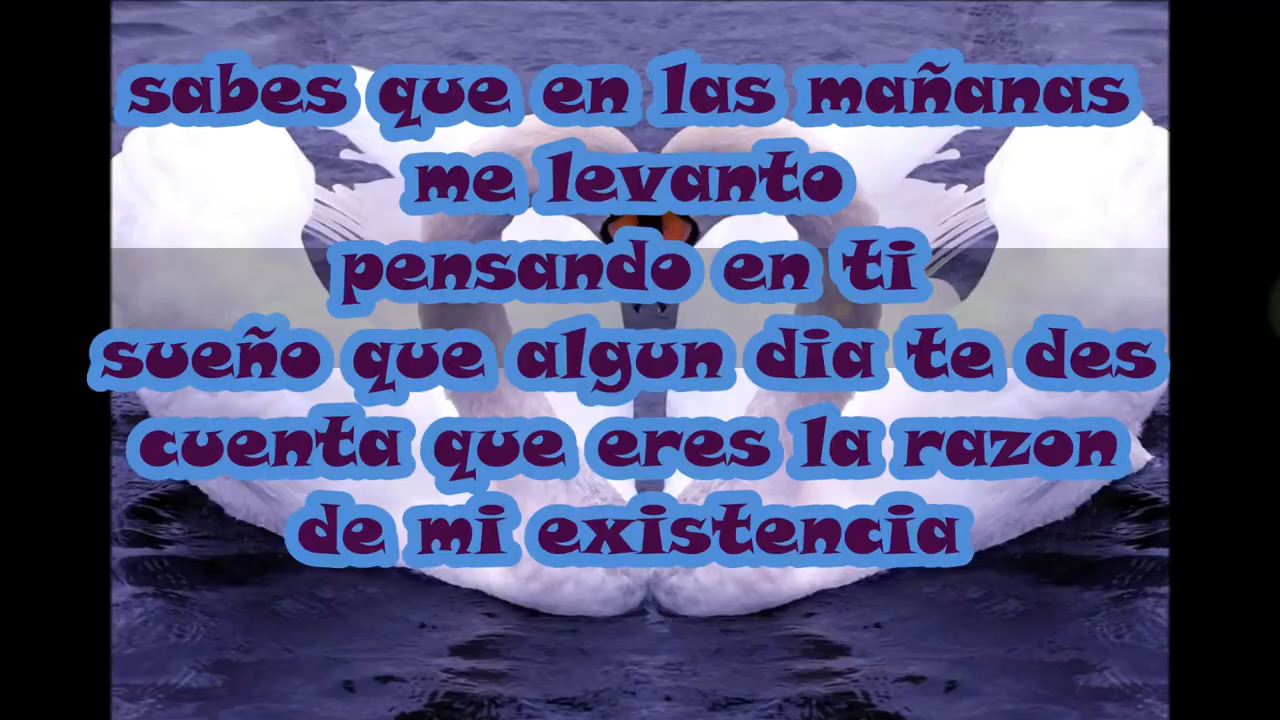 sabes que en las mañanas
me levanto
pensando en ti
sueño que algun dia te des
cuenta que eres la razon
de mi existencia